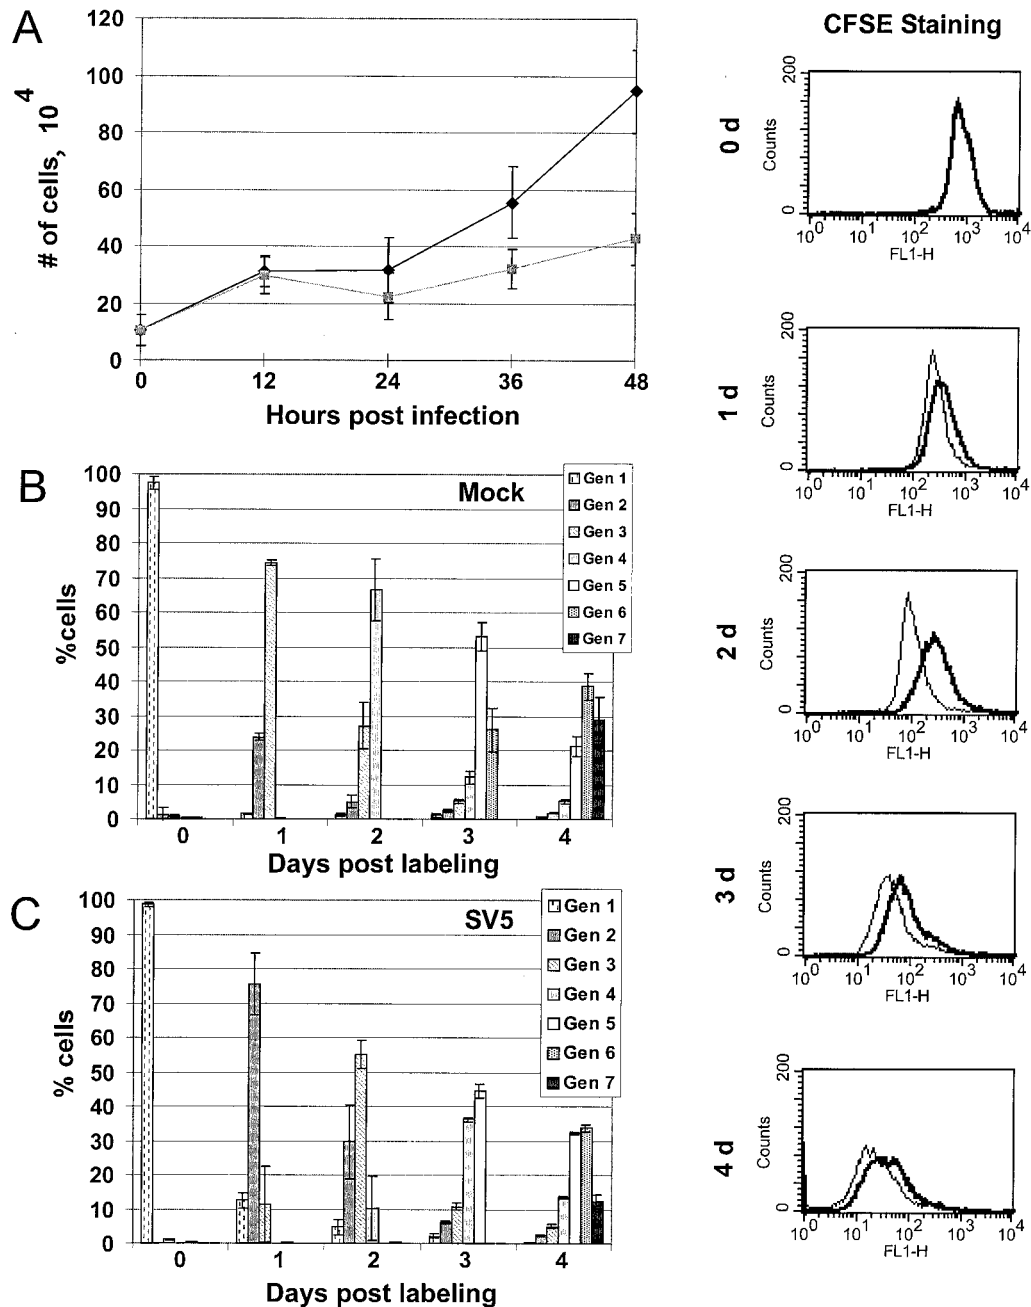 A
120
100
80
60
40
20
0
# of cells, 10^4
0 12 24 36 48
Hours post infection
B
Mock
100
90
80
70
60
50
40
30
20
10
0
%cells
Gen 1
Gen 2
Gen 3
Gen 4
Gen 5
Gen 6
Gen 7
0 1 2 3 4
Days post labeling
C
SV5
100
90
80
70
60
50
40
30
20
10
0
% cells
Gen 1
Gen 2
Gen 3
Gen 4
Gen 5
Gen 6
Gen 7
0 1 2 3 4
Days post labeling
CFSE Staining
0 d
Counts
200
0
10^0 10^1 10^2 10^3 10^4
FL1-H
1 d
Counts
200
0
10^0 10^1 10^2 10^3 10^4
FL1-H
2 d
Counts
200
0
10^0 10^1 10^2 10^3 10^4
FL1-H
3 d
Counts
200
0
10^0 10^1 10^2 10^3 10^4
FL1-H
4 d
Counts
200
0
10^0 10^1 10^2 10^3 10^4
FL1-H